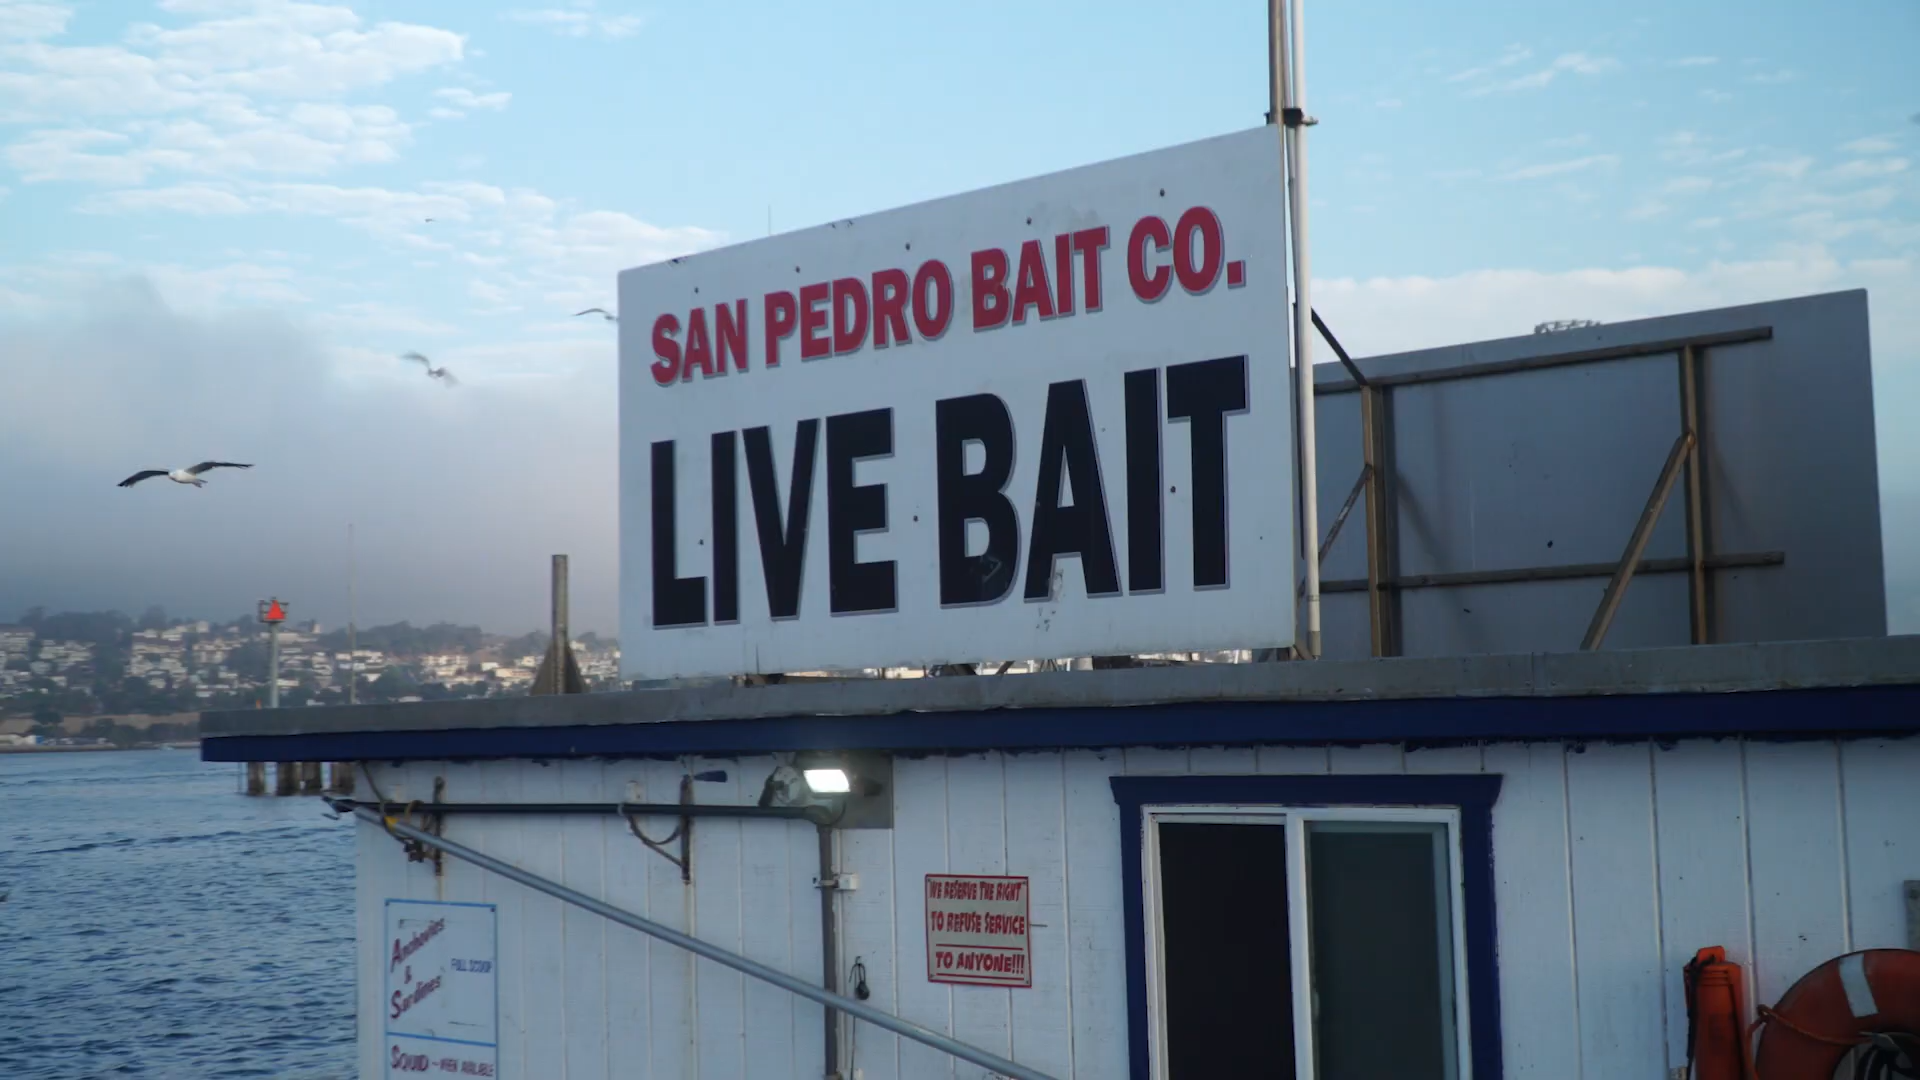 SAN PEDRO BAIT CO.
LIVE BAIT
WE RESERVE THE RIGHT
TO REFUSE SERVICE
TO ANYONE!!!
Anchovies
&
Sardines
FULL SCOOP
SQUID - WHEN AVAILABLE